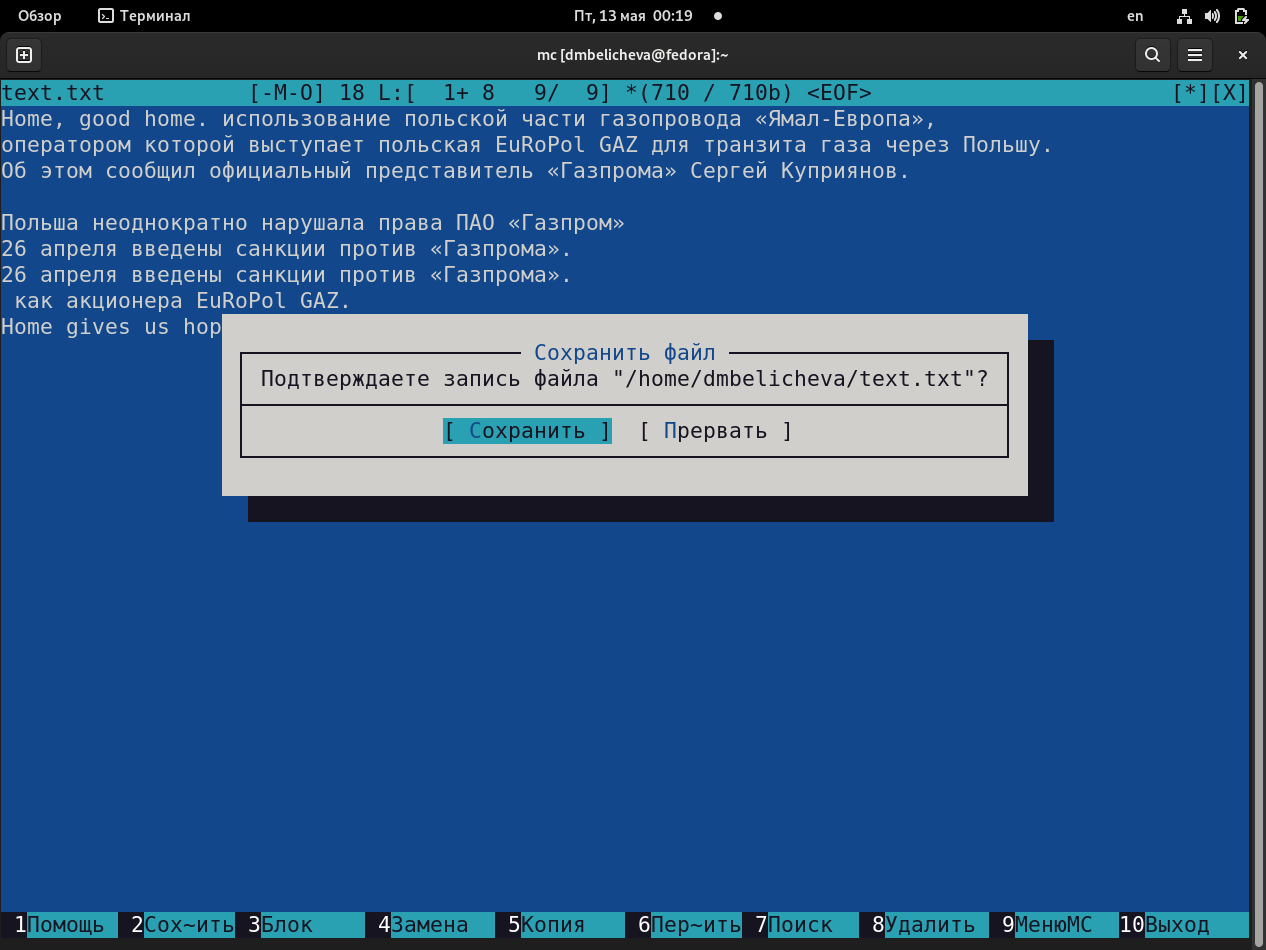 Обзор Терминал Пт, 13 мая 00:19 en
mc [dmbelicheva@fedora]:~
text.txt [-M-O] 18 L:[ 1+ 8 9/ 9] *(710 / 710b) <EOF> [*][X]
Home, good home. использование польской части газопровода «Ямал-Европа»,
оператором которой выступает польская EuRoPol GAZ для транзита газа через Польшу.
Об этом сообщил официальный представитель «Газпрома» Сергей Куприянов.
Польша неоднократно нарушала права ПАО «Газпром»
26 апреля введены санкции против «Газпрома».
26 апреля введены санкции против «Газпрома».
как акционера EuRoPol GAZ.
Home gives us hop
Сохранить файл
Подтверждаете запись файла "/home/dmbelicheva/text.txt"?
[ Сохранить ] [ Прервать ]
1Помощь 2Сох~ить 3Блок 4Замена 5Копия 6Пер~ить 7Поиск 8Удалить 9МенюМС 10Выход